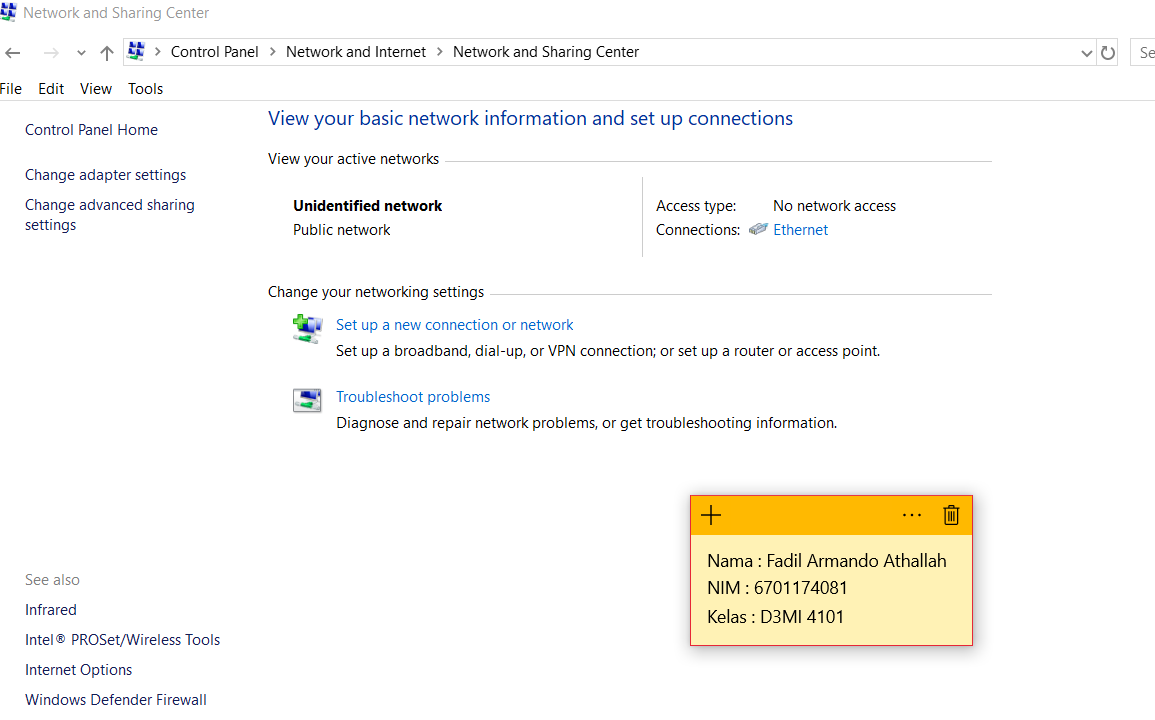 Network and Sharing Center
Control Panel > Network and Internet > Network and Sharing Center
Se
File Edit View Tools
Control Panel Home
Change adapter settings
Change advanced sharing
settings
View your basic network information and set up connections
View your active networks
Unidentified network
Public network
Access type: No network access
Connections: Ethernet
Change your networking settings
Set up a new connection or network
Set up a broadband, dial-up, or VPN connection; or set up a router or access point.
Troubleshoot problems
Diagnose and repair network problems, or get troubleshooting information.
Nama : Fadil Armando Athallah
NIM : 6701174081
Kelas : D3MI 4101
See also
Infrared
Intel® PROSet/Wireless Tools
Internet Options
Windows Defender Firewall